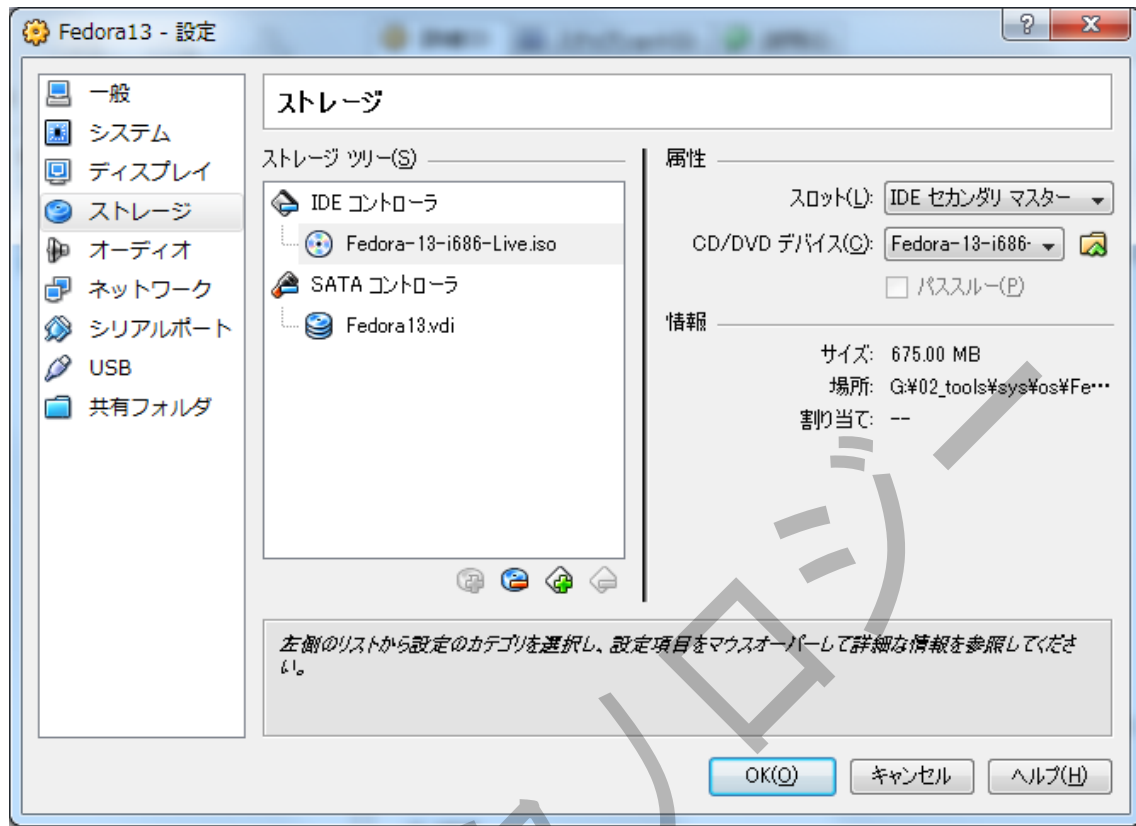 Fedora13 - 設定
一般
システム
ディスプレイ
ストレージ
オーディオ
ネットワーク
シリアルポート
USB
共有フォルダ
ストレージ
ストレージ ツリー(S)
IDE コントローラ
Fedora-13-i686-Live.iso
SATA コントローラ
Fedora13.vdi
属性
スロット(L): IDE セカンダリ マスター
CD/DVD デバイス(C): Fedora-13-i686-
パススルー(P)
情報
サイズ: 675.00 MB
場所: G:¥02_tools¥sys¥os¥Fe…
割り当て: --
左側のリストから設定のカテゴリを選択し、設定項目をマウスオーバーして詳細な情報を参照してくださ
い。
OK(O) キャンセル ヘルプ(H)
ノロジー